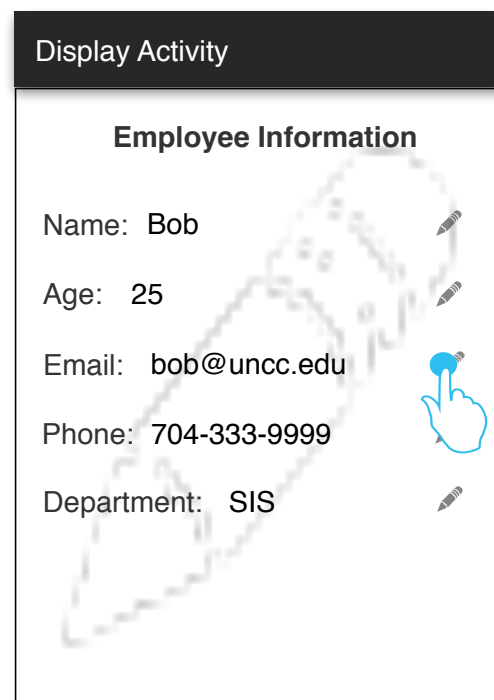 Display Activity
Employee Information
Name: Bob
Age: 25
Email: bob@uncc.edu
Phone: 704-333-9999
Department: SIS